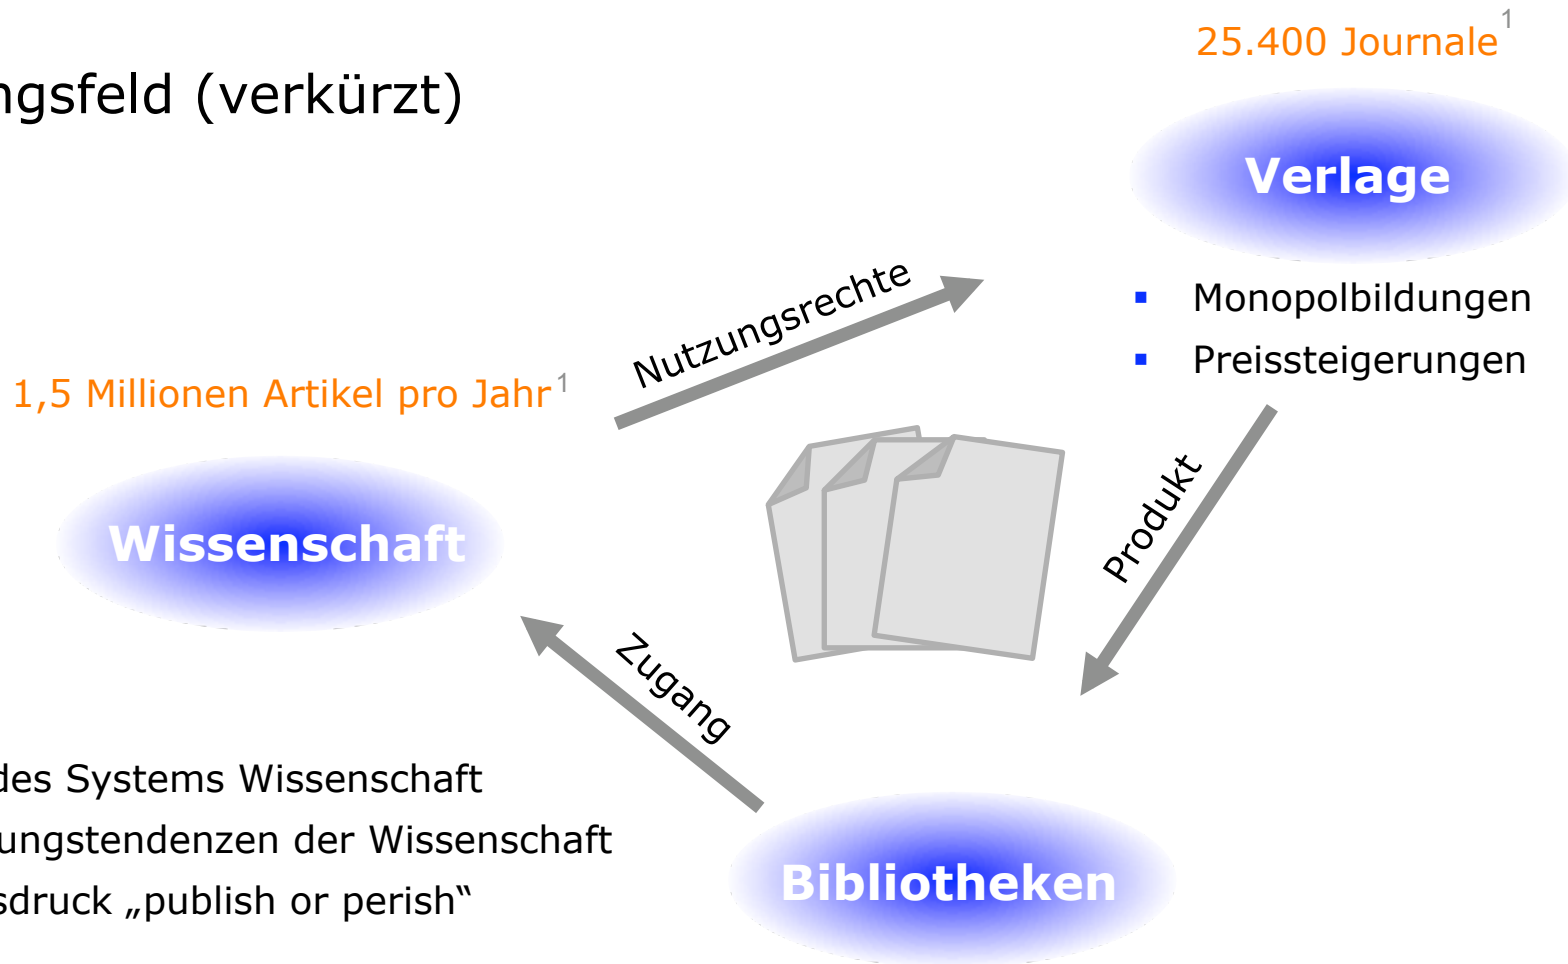 25.400 Journale¹
ngsfeld (verkürzt)
Verlage
Nutzungsrechte
▪ Monopolbildungen
▪ Preissteigerungen
1,5 Millionen Artikel pro Jahr¹
Produkt
Wissenschaft
Zugang
des Systems Wissenschaft
ungstendenzen der Wissenschaft
sdruck „publish or perish“
Bibliotheken